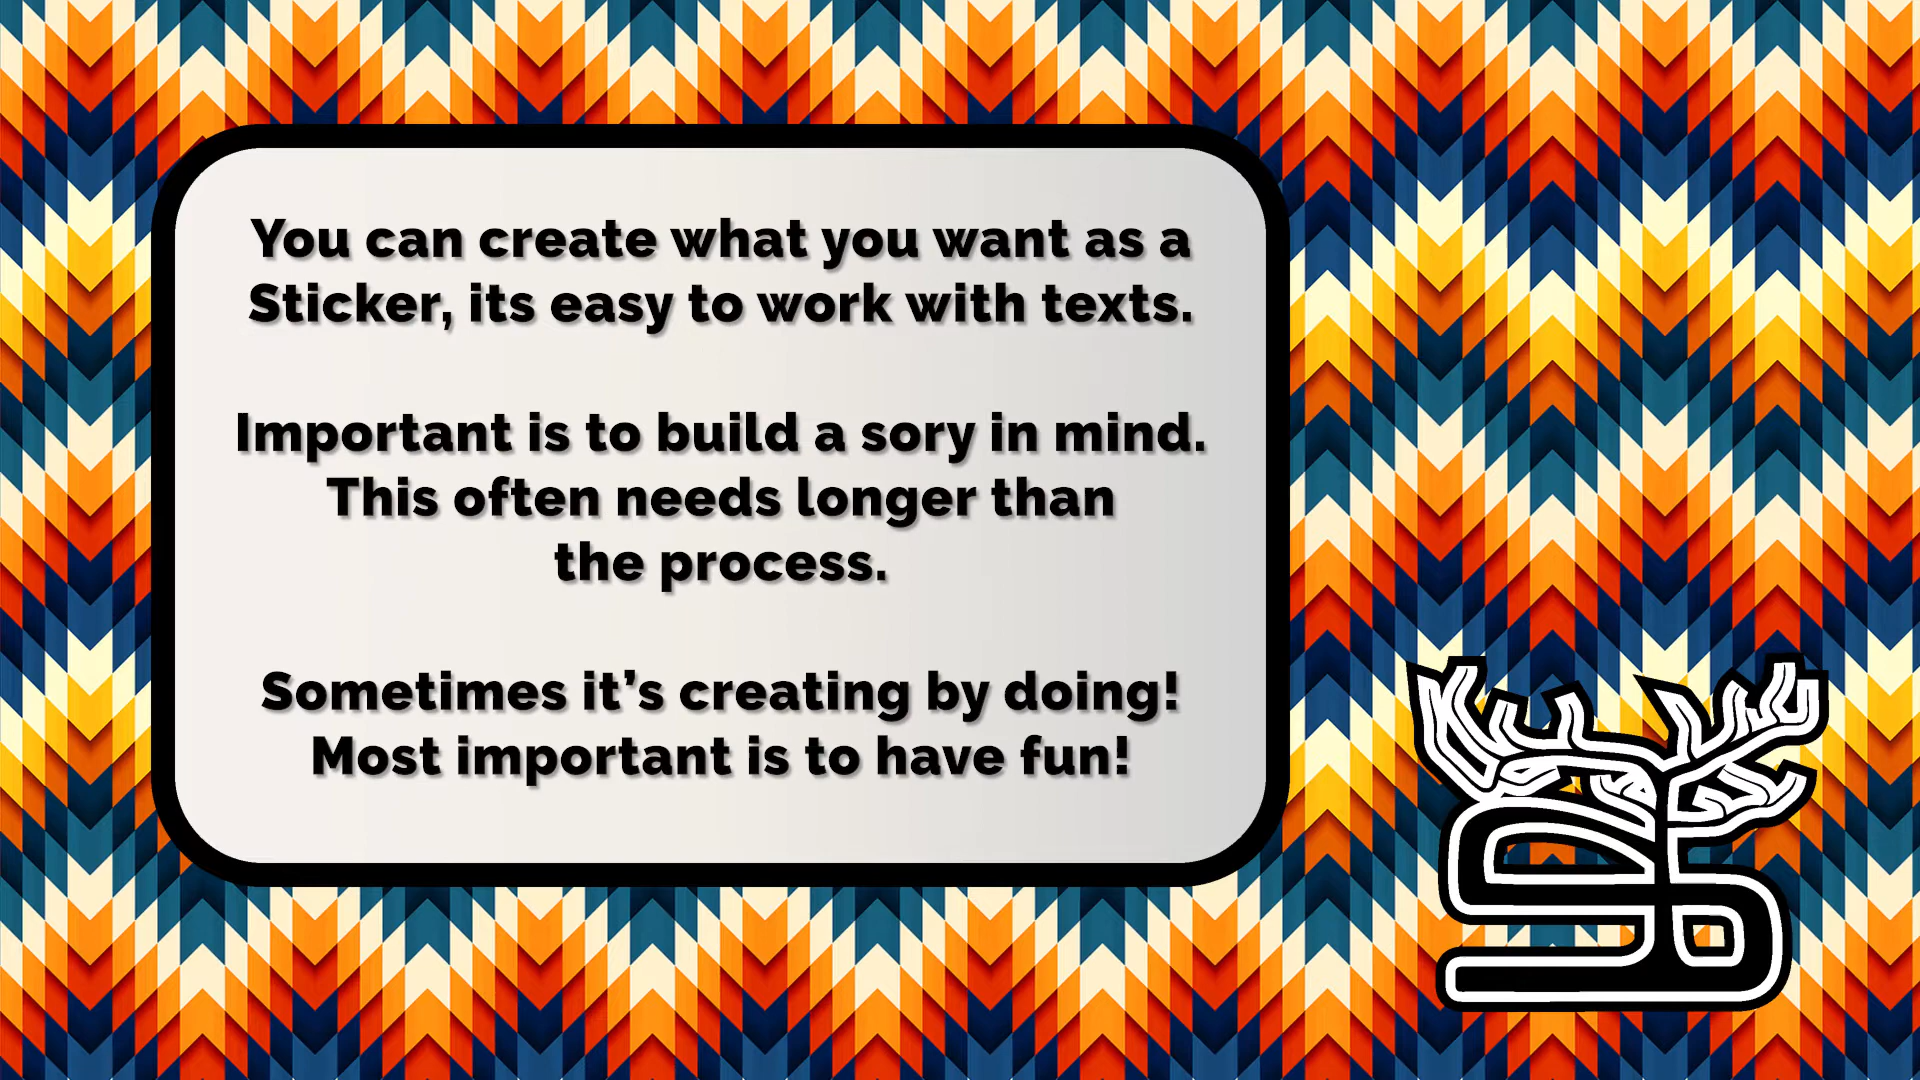 You can create what you want as a
Sticker, its easy to work with texts.
Important is to build a sory in mind.
This often needs longer than
the process.
Sometimes it’s creating by doing!
Most important is to have fun!